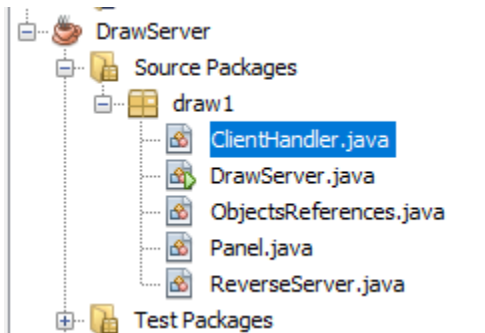 DrawServer
Source Packages
draw1
ClientHandler.java
DrawServer.java
ObjectsReferences.java
Panel.java
ReverseServer.java
Test Packages